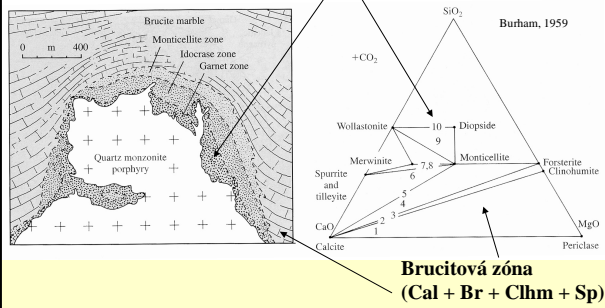 Brucite marble
0 m 400
Monticellite zone
Idocrase zone
Garnet zone
Quartz monzonite
porphyry
SiO2
Burham, 1959
+CO2
Wollastonite
10
Diopside
9
Merwinite
7,8
Monticellite
6
Forsterite
Clinohumite
Spurrite
and
tilleyite
5
4
3
2
1
CaO
Calcite
MgO
Periclase
Brucitová zóna
(Cal + Br + Clhm + Sp)